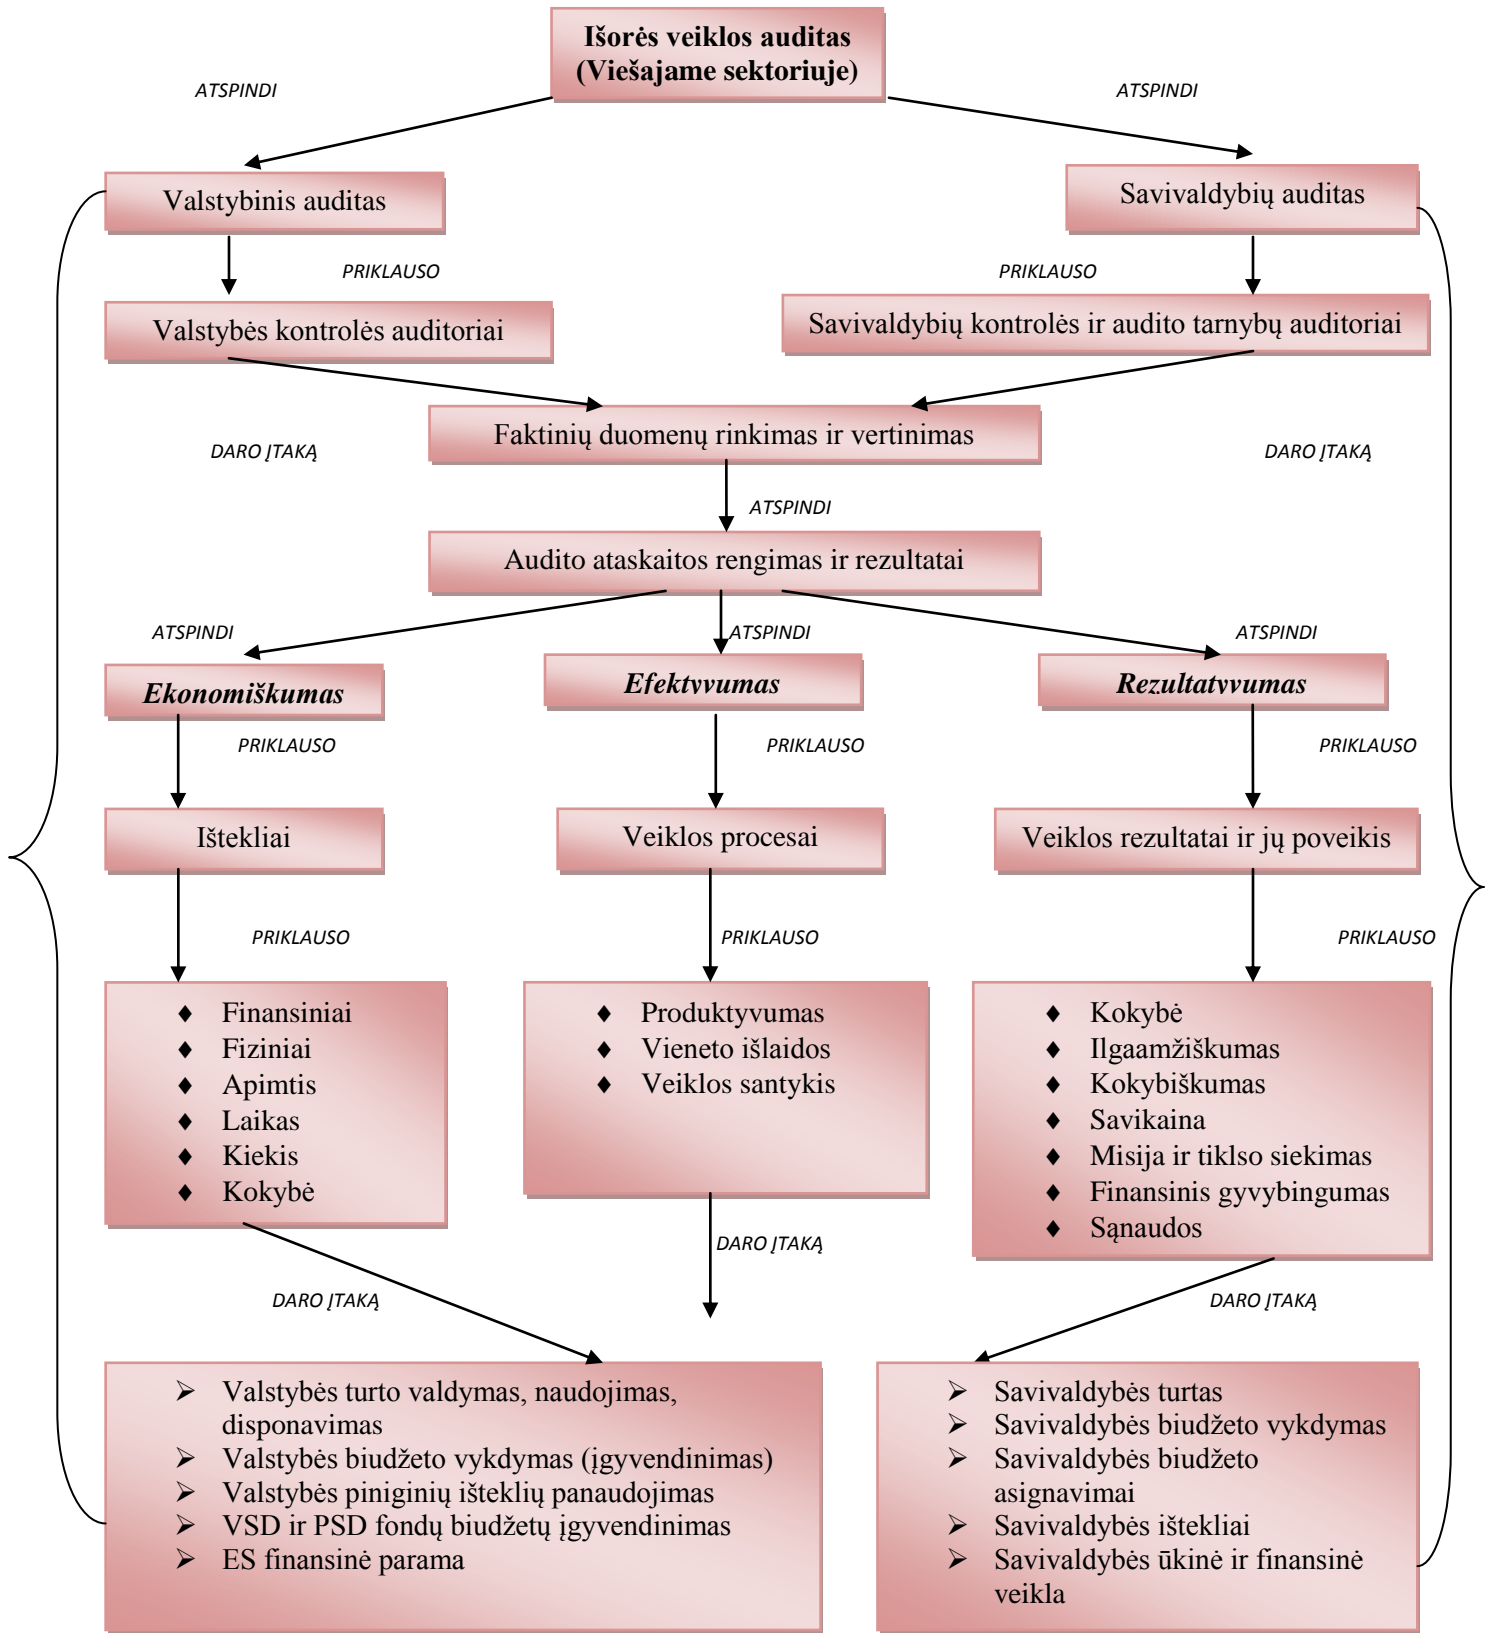 Išorės veiklos auditas
(Viešajame sektoriuje)
ATSPINDI
ATSPINDI
Valstybinis auditas
Savivaldybių auditas
PRIKLAUSO
PRIKLAUSO
Valstybės kontrolės auditoriai
Savivaldybių kontrolės ir audito tarnybų auditoriai
Faktinių duomenų rinkimas ir vertinimas
DARO ĮTAKĄ
DARO ĮTAKĄ
ATSPINDI
Audito ataskaitos rengimas ir rezultatai
ATSPINDI
ATSPINDI
ATSPINDI
Ekonomiškumas
Efektyvumas
Rezultatyvumas
PRIKLAUSO
PRIKLAUSO
PRIKLAUSO
Ištekliai
Veiklos procesai
Veiklos rezultatai ir jų poveikis
PRIKLAUSO
PRIKLAUSO
PRIKLAUSO
♦ Finansiniai
♦ Fiziniai
♦ Apimtis
♦ Laikas
♦ Kiekis
♦ Kokybė
♦ Produktyvumas
♦ Vieneto išlaidos
♦ Veiklos santykis
♦ Kokybė
♦ Ilgaamžiškumas
♦ Kokybiškumas
♦ Savikaina
♦ Misija ir tiklso siekimas
♦ Finansinis gyvybingumas
♦ Sąnaudos
DARO ĮTAKĄ
DARO ĮTAKĄ
DARO ĮTAKĄ
➢ Valstybės turto valdymas, naudojimas,
disponavimas
➢ Valstybės biudžeto vykdymas (įgyvendinimas)
➢ Valstybės piniginių išteklių panaudojimas
➢ VSD ir PSD fondų biudžetų įgyvendinimas
➢ ES finansinė parama
➢ Savivaldybės turtas
➢ Savivaldybės biudžeto vykdymas
➢ Savivaldybės biudžeto
asignavimai
➢ Savivaldybės ištekliai
➢ Savivaldybės ūkinė ir finansinė
veikla